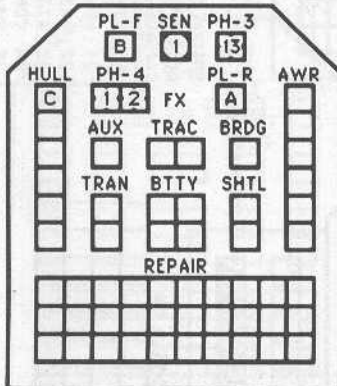 PL-F SEN PH-3
B 1 13
HULL PH-4 PL-R AWR
C 1 2 FX A
AUX TRAC BRDG
TRAN BTTY SHTL
REPAIR